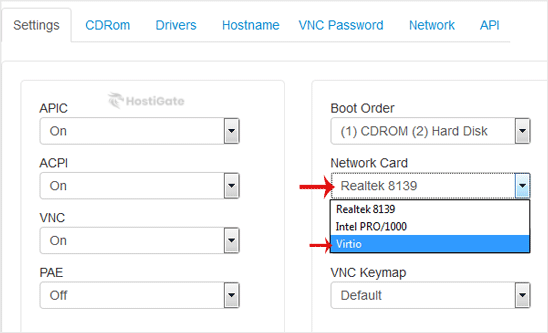 Settings CDRom Drivers Hostname VNC Password Network API
HostiGate
APIC
On
ACPI
On
VNC
On
PAE
Off
Boot Order
(1) CDROM (2) Hard Disk
Network Card
Realtek 8139
Realtek 8139
Intel PRO/1000
Virtio
VNC Keymap
Default